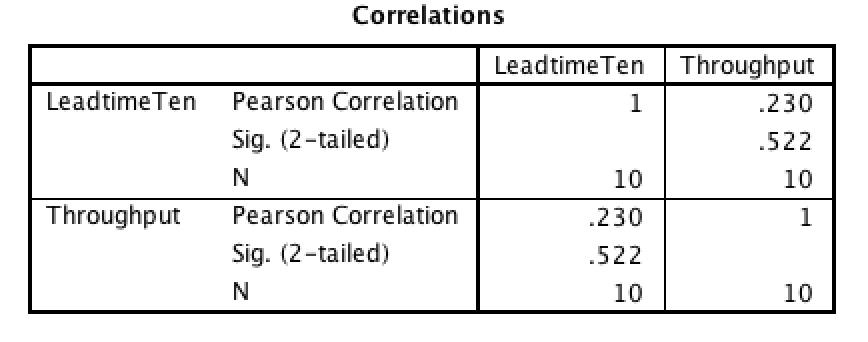 Correlations
LeadtimeTen Throughput
LeadtimeTen Pearson Correlation 1 .230
Sig. (2-tailed) .522
N 10 10
Throughput Pearson Correlation .230 1
Sig. (2-tailed) .522
N 10 10